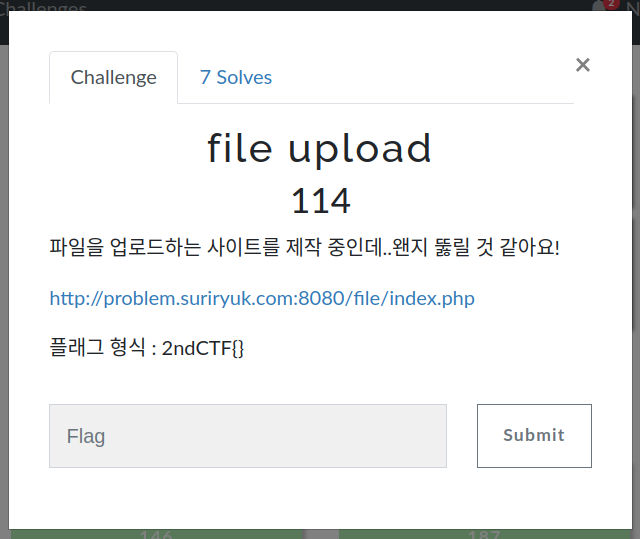 Challenges
2
N
Challenge
7 Solves
×
file upload
114
파일을 업로드하는 사이트를 제작 중인데..왠지 뚫릴 것 같아요!
http://problem.suriryuk.com:8080/file/index.php
플래그 형식 : 2ndCTF{}
Flag
Submit
146
187